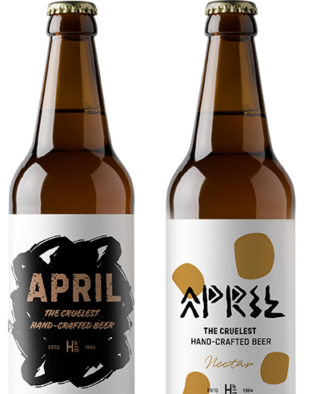 APRIL
THE CRUELEST
HAND-CRAFTED BEER
ESTD H 1984
APRIL
THE CRUELEST
HAND-CRAFTED BEER
Nectar
ESTD H 1984